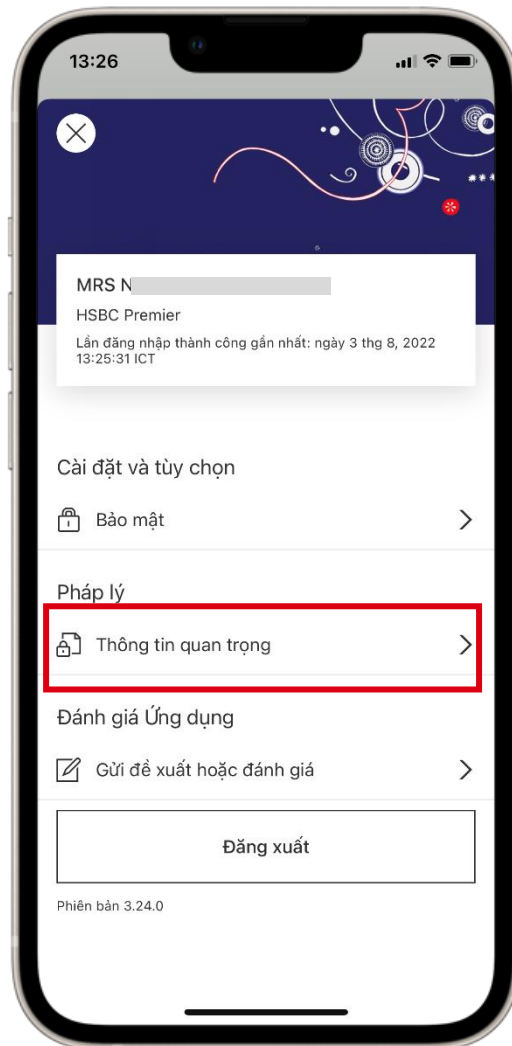 13:26
MRS N
HSBC Premier
Lần đăng nhập thành công gần nhất: ngày 3 thg 8, 2022
13:25:31 ICT
Cài đặt và tùy chọn
Bảo mật
Pháp lý
Thông tin quan trọng
Đánh giá Ứng dụng
Gửi đề xuất hoặc đánh giá
Đăng xuất
Phiên bản 3.24.0